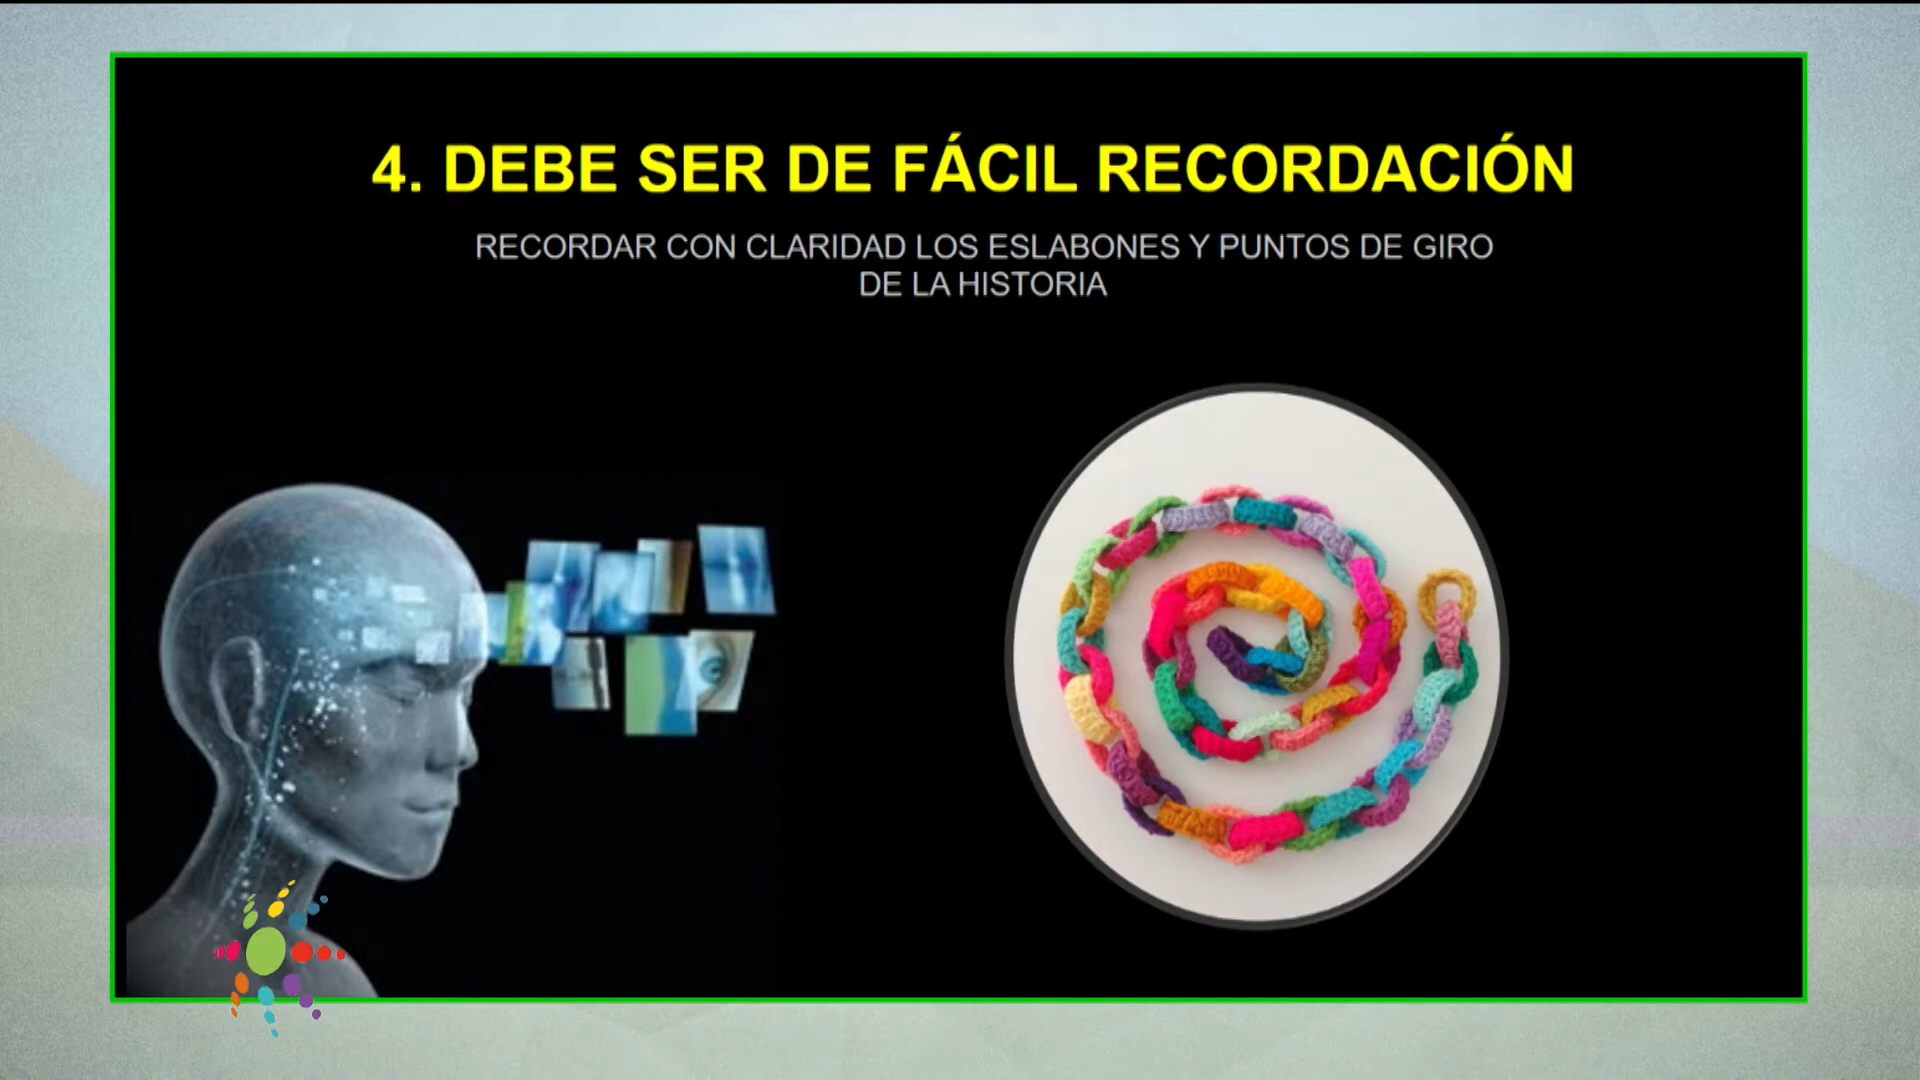 4. DEBE SER DE FÁCIL RECORDACIÓN
RECORDAR CON CLARIDAD LOS ESLABONES Y PUNTOS DE GIRO
DE LA HISTORIA